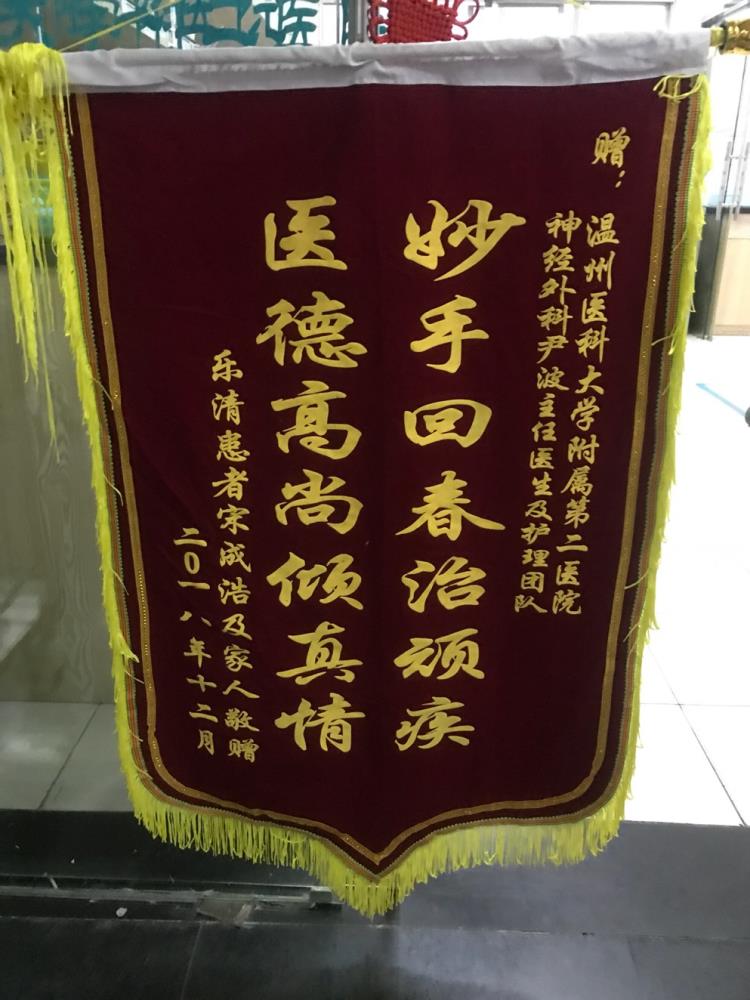 赠：
温州医科大学附属第二医院
神经外科尹波主任医生及护理团队
妙手回春治顽疾
医德高尚倾真情
乐清患者宋成浩及家人敬赠
二〇一八年十二月